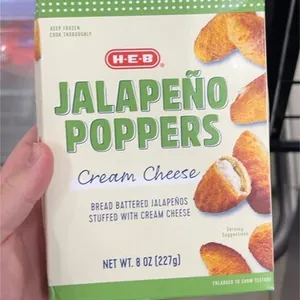 KEEP FROZEN
COOK THOROUGHLY
H-E-B
JALAPEÑO
POPPERS
Cream Cheese
BREAD BATTERED JALAPEÑOS
STUFFED WITH CREAM CHEESE
Serving
Suggestion
NET WT. 8 OZ (227g)
ENLARGED TO SHOW TEXTURE